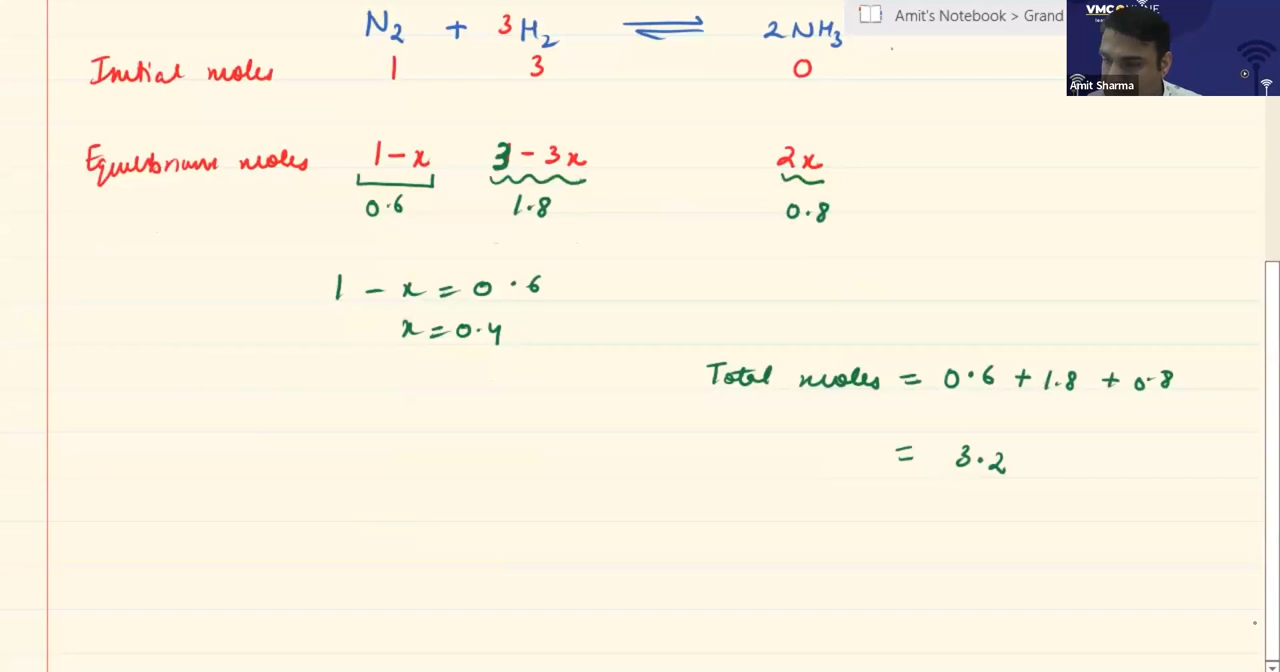 Amit's Notebook > Grand
VMC ONLINE
Amit Sharma
N₂ + 3H₂ ⇌ 2NH₃
Initial moles 1 3 0
Equilibrium moles 1-x 3-3x 2x
0.6 1.8 0.8
1 - x = 0.6
x = 0.4
Total moles = 0.6 + 1.8 + 0.8
= 3.2